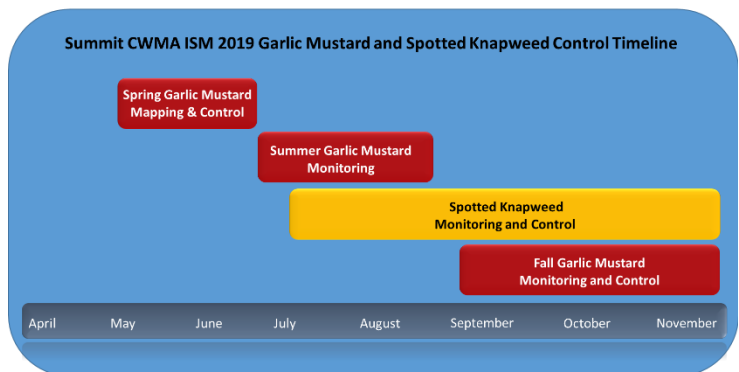 Summit CWMA ISM 2019 Garlic Mustard and Spotted Knapweed Control Timeline
Spring Garlic Mustard
Mapping & Control
Summer Garlic Mustard
Monitoring
Spotted Knapweed
Monitoring and Control
Fall Garlic Mustard
Monitoring and Control
April May June July August September October November